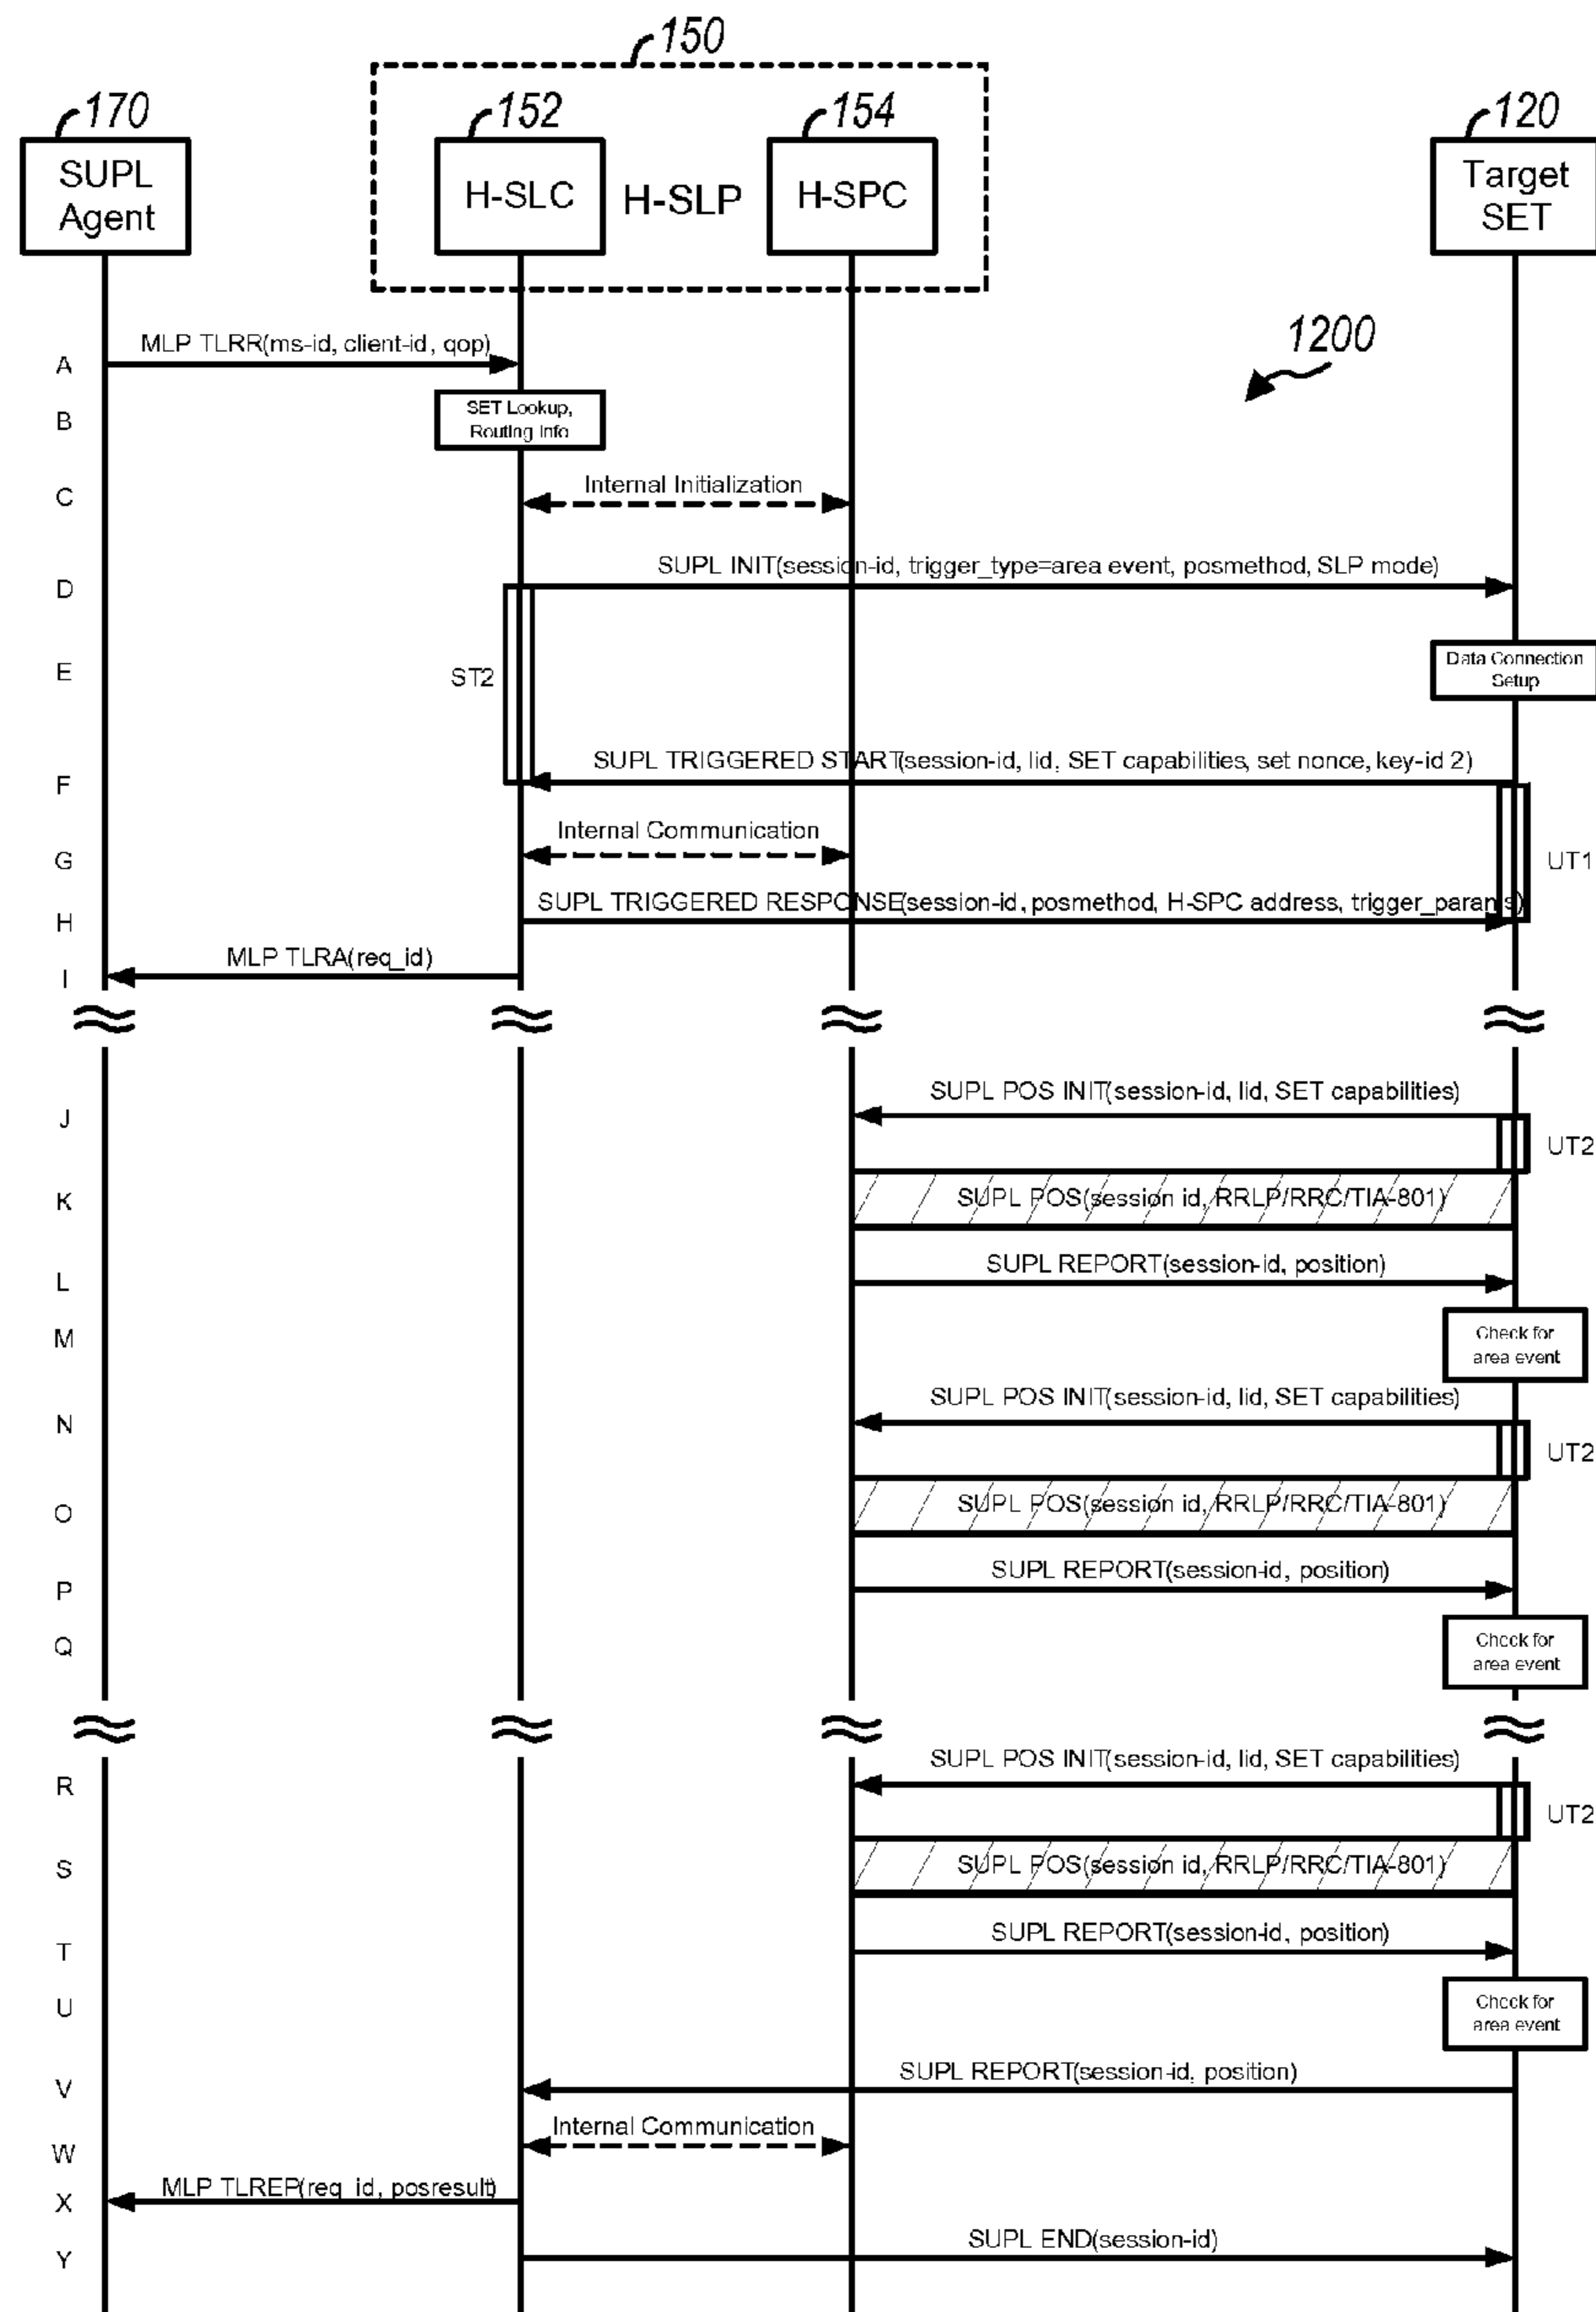 150
170
152
154
120
SUPL
Agent
H-SLC
H-SLP
H-SPC
Target
SET
1200
A
MLP TLRR(ms-id, client-id, qop)
B
SET Lookup,
Routing Info
C
Internal Initialization
D
SUPL INIT(session-id, trigger_type=area event, posmethod, SLP mode)
E
ST2
Data Connection
Setup
F
SUPL TRIGGERED START(session-id, lid, SET capabilities, set nonce, key-id 2)
G
Internal Communication
UT1
H
SUPL TRIGGERED RESPONSE(session-id, posmethod, H-SPC address, trigger_params)
I
MLP TLRA(req_id)
J
SUPL POS INIT(session-id, lid, SET capabilities)
UT2
K
SUPL POS(session id, RRLP/RRC/TIA-801)
L
SUPL REPORT(session-id, position)
M
Check for
area event
N
SUPL POS INIT(session-id, lid, SET capabilities)
UT2
O
SUPL POS(session id, RRLP/RRC/TIA-801)
P
SUPL REPORT(session-id, position)
Q
Check for
area event
R
SUPL POS INIT(session-id, lid, SET capabilities)
UT2
S
SUPL POS(session id, RRLP/RRC/TIA-801)
T
SUPL REPORT(session-id, position)
U
Check for
area event
V
SUPL REPORT(session-id, position)
W
Internal Communication
X
MLP TLREP(req_id, posresult)
Y
SUPL END(session-id)